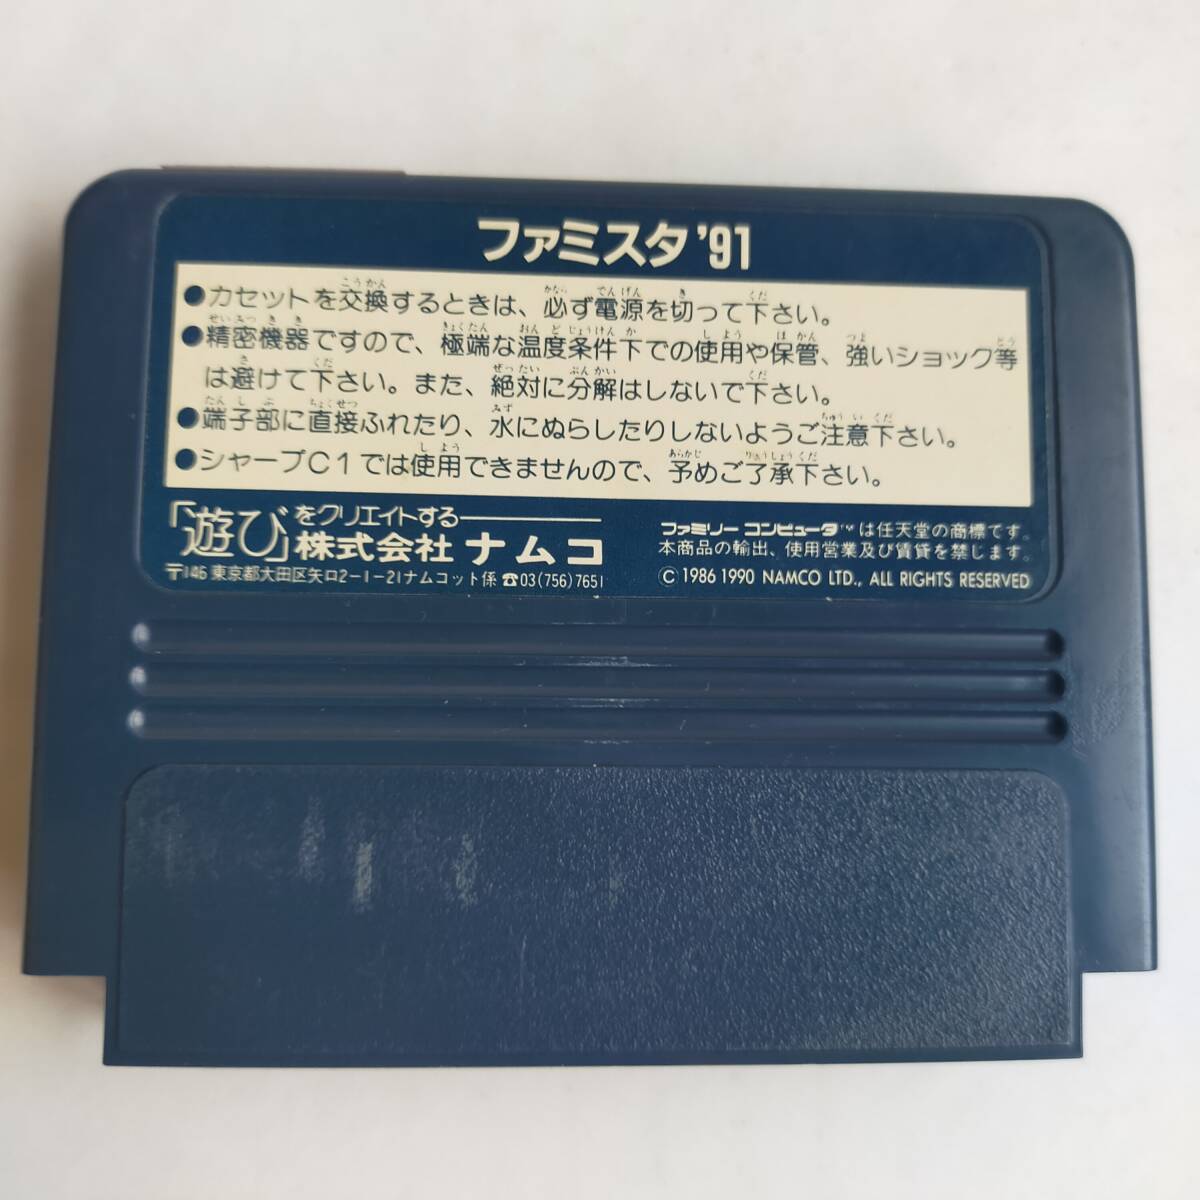 ファミスタ '91
●カセットを交換するときは、必ず電源を切って下さい。
●精密機器ですので、極端な温度条件下での使用や保管、強いショック等
は避けて下さい。また、絶対に分解はしないで下さい。
●端子部に直接ふれたり、水にぬらしたりしないようご注意下さい。
●シャープC1では使用できませんので、予めご了承下さい。
「遊び」をクリエイトする
株式会社 ナムコ
〒146 東京都大田区矢口2-1-21ナムコット係 ☎03(756)7651
ファミリーコンピュータ™は任天堂の商標です。
本商品の輸出、使用営業及び賃貸を禁じます。
© 1986 1990 NAMCO LTD., ALL RIGHTS RESERVED